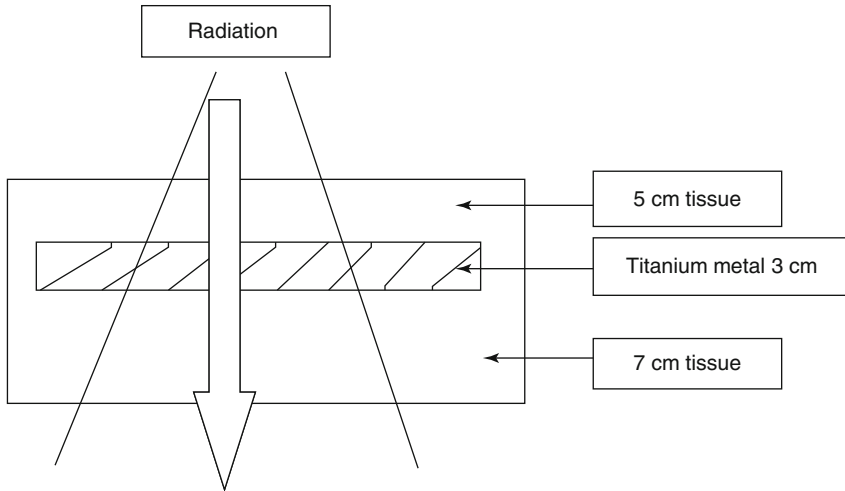 Radiation
5 cm tissue
Titanium metal 3 cm
7 cm tissue